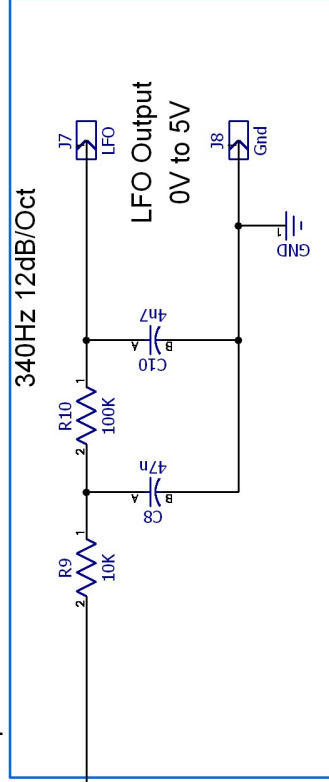 340Hz 12dB/Oct
J7
LFO
LFO Output
0V to 5V
J8
Gnd
1
GND
4n7
A
B
C10
1
R10
100K
2
47n
A
B
C8
1
R9
10K
2